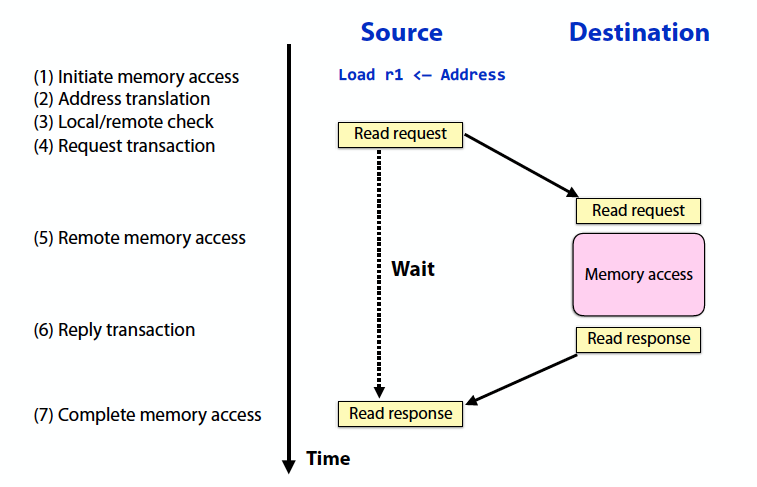 Source
Destination
(1) Initiate memory access
Load r1 <— Address
(2) Address translation
(3) Local/remote check
(4) Request transaction
Read request
Read request
(5) Remote memory access
Wait
Memory access
(6) Reply transaction
Read response
(7) Complete memory access
Read response
Time